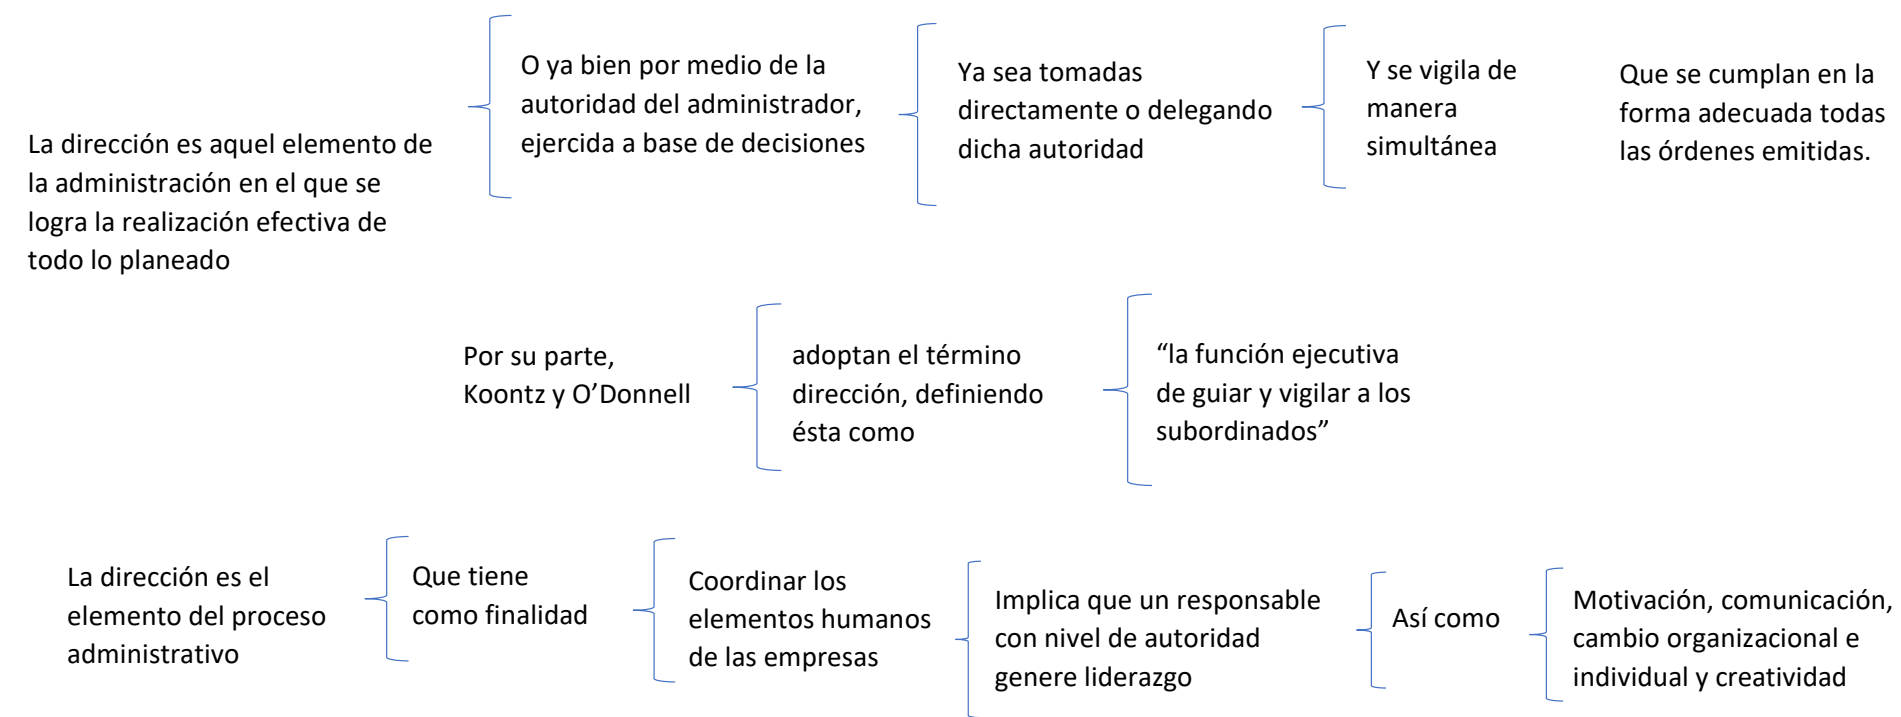 La dirección es aquel elemento de
la administración en el que se
logra la realización efectiva de
todo lo planeado
O ya bien por medio de la
autoridad del administrador,
ejercida a base de decisiones
Ya sea tomadas
directamente o delegando
dicha autoridad
Y se vigila de
manera
simultánea
Que se cumplan en la
forma adecuada todas
las órdenes emitidas.
Por su parte,
Koontz y O’Donnell
adoptan el término
dirección, definiendo
ésta como
“la función ejecutiva
de guiar y vigilar a los
subordinados”
La dirección es el
elemento del proceso
administrativo
Que tiene
como finalidad
Coordinar los
elementos humanos
de las empresas
Implica que un responsable
con nivel de autoridad
genere liderazgo
Así como
Motivación, comunicación,
cambio organizacional e
individual y creatividad